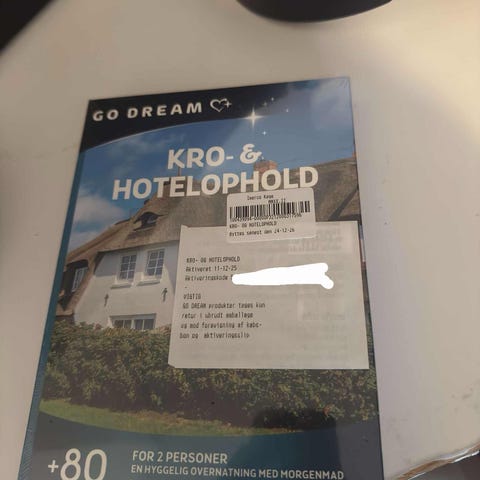 GO DREAM
KRO- &
HOTELOPHOLD
Imerco Køge
KRO- OG HOTELOPHOLD
Byttes senest den 24-12-26
KRO- OG HOTELOPHOLD
Aktiveret 11-12-25
Aktiveringskode
VIGTIG
GO DREAM produkter tages kun
retur i ubrudt emballage
og mod forevisning af købs-
bon og aktiveringsslip
+80
FOR 2 PERSONER
EN HYGGELIG OVERNATNING MED MORGENMAD